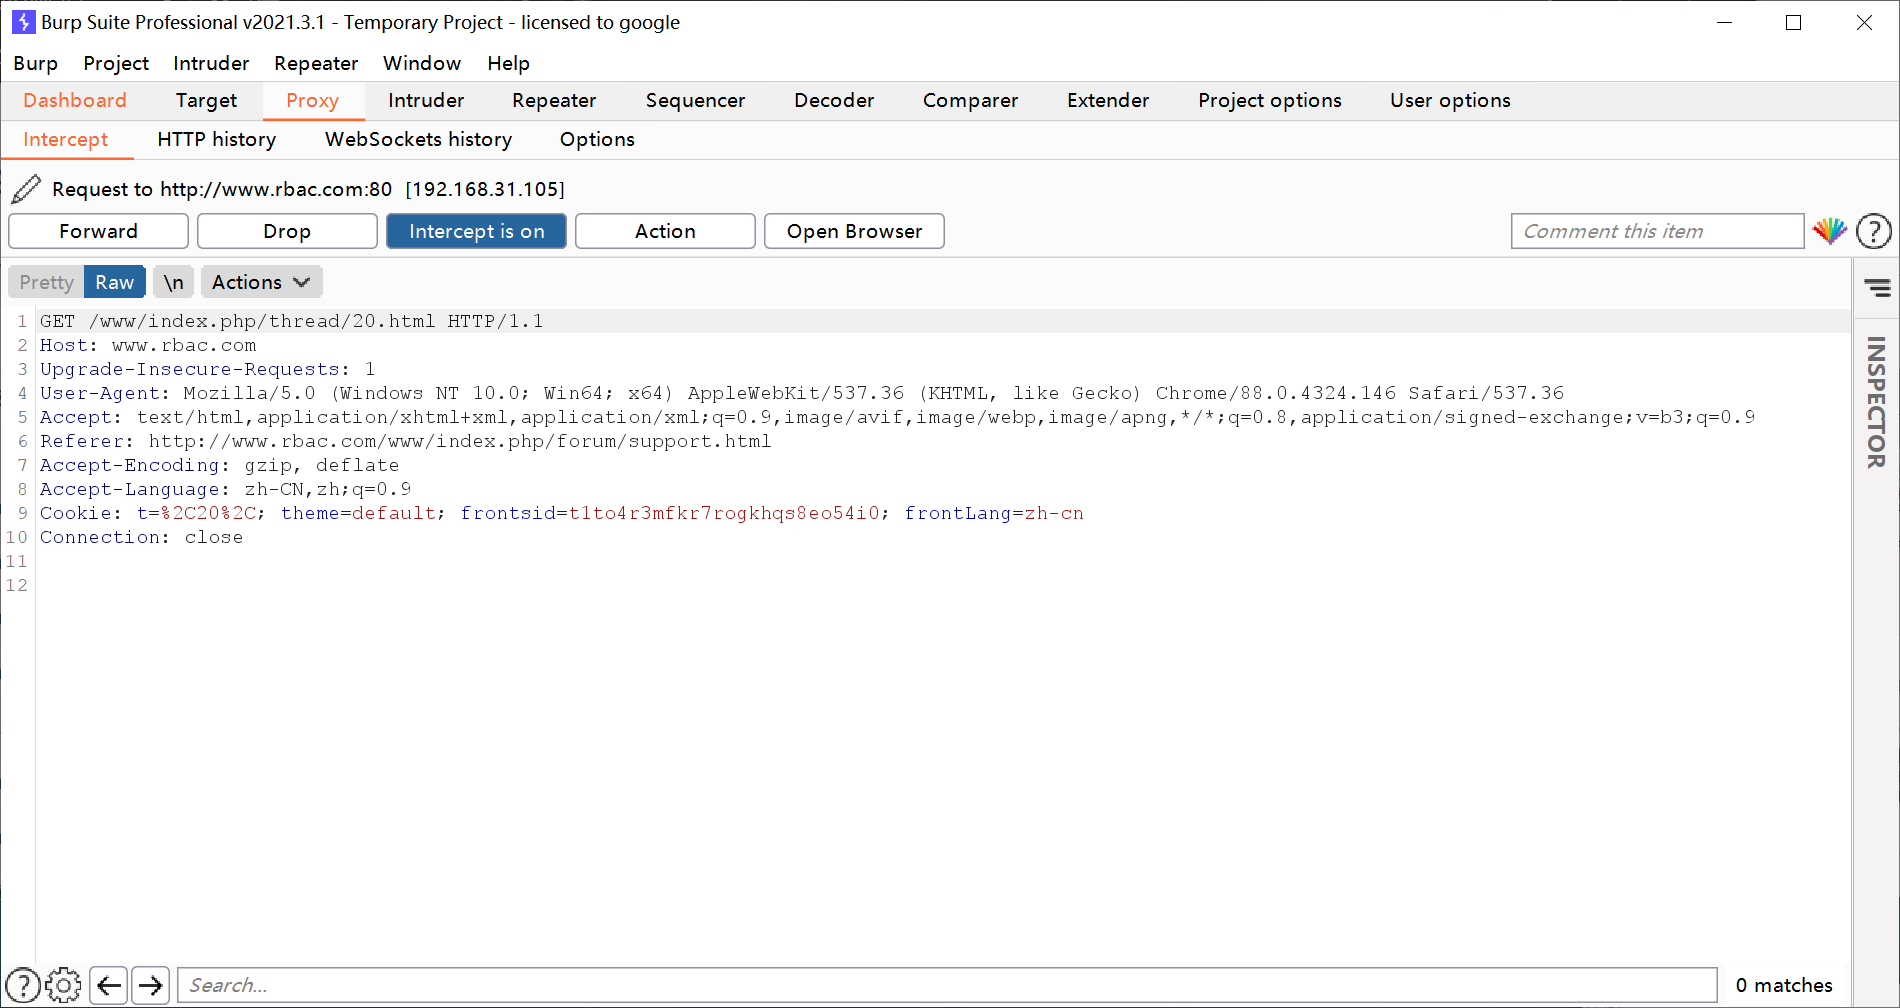 Burp Suite Professional v2021.3.1 - Temporary Project - licensed to google
Burp Project Intruder Repeater Window Help
Dashboard Target Proxy Intruder Repeater Sequencer Decoder Comparer Extender Project options User options
Intercept HTTP history WebSockets history Options
Request to http://www.rbac.com:80 [192.168.31.105]
Forward Drop Intercept is on Action Open Browser Comment this item ?
Pretty Raw \n Actions
1 GET /www/index.php/thread/20.html HTTP/1.1
2 Host: www.rbac.com
3 Upgrade-Insecure-Requests: 1
4 User-Agent: Mozilla/5.0 (Windows NT 10.0; Win64; x64) AppleWebKit/537.36 (KHTML, like Gecko) Chrome/88.0.4324.146 Safari/537.36
5 Accept: text/html,application/xhtml+xml,application/xml;q=0.9,image/avif,image/webp,image/apng,*/*;q=0.8,application/signed-exchange;v=b3;q=0.9
6 Referer: http://www.rbac.com/www/index.php/forum/support.html
7 Accept-Encoding: gzip, deflate
8 Accept-Language: zh-CN,zh;q=0.9
9 Cookie: t=%2C20%2C; theme=default; frontsid=t1to4r3mfkr7rogkhqs8eo54i0; frontLang=zh-cn
10 Connection: close
11
12
INSPECTOR
? Search... 0 matches